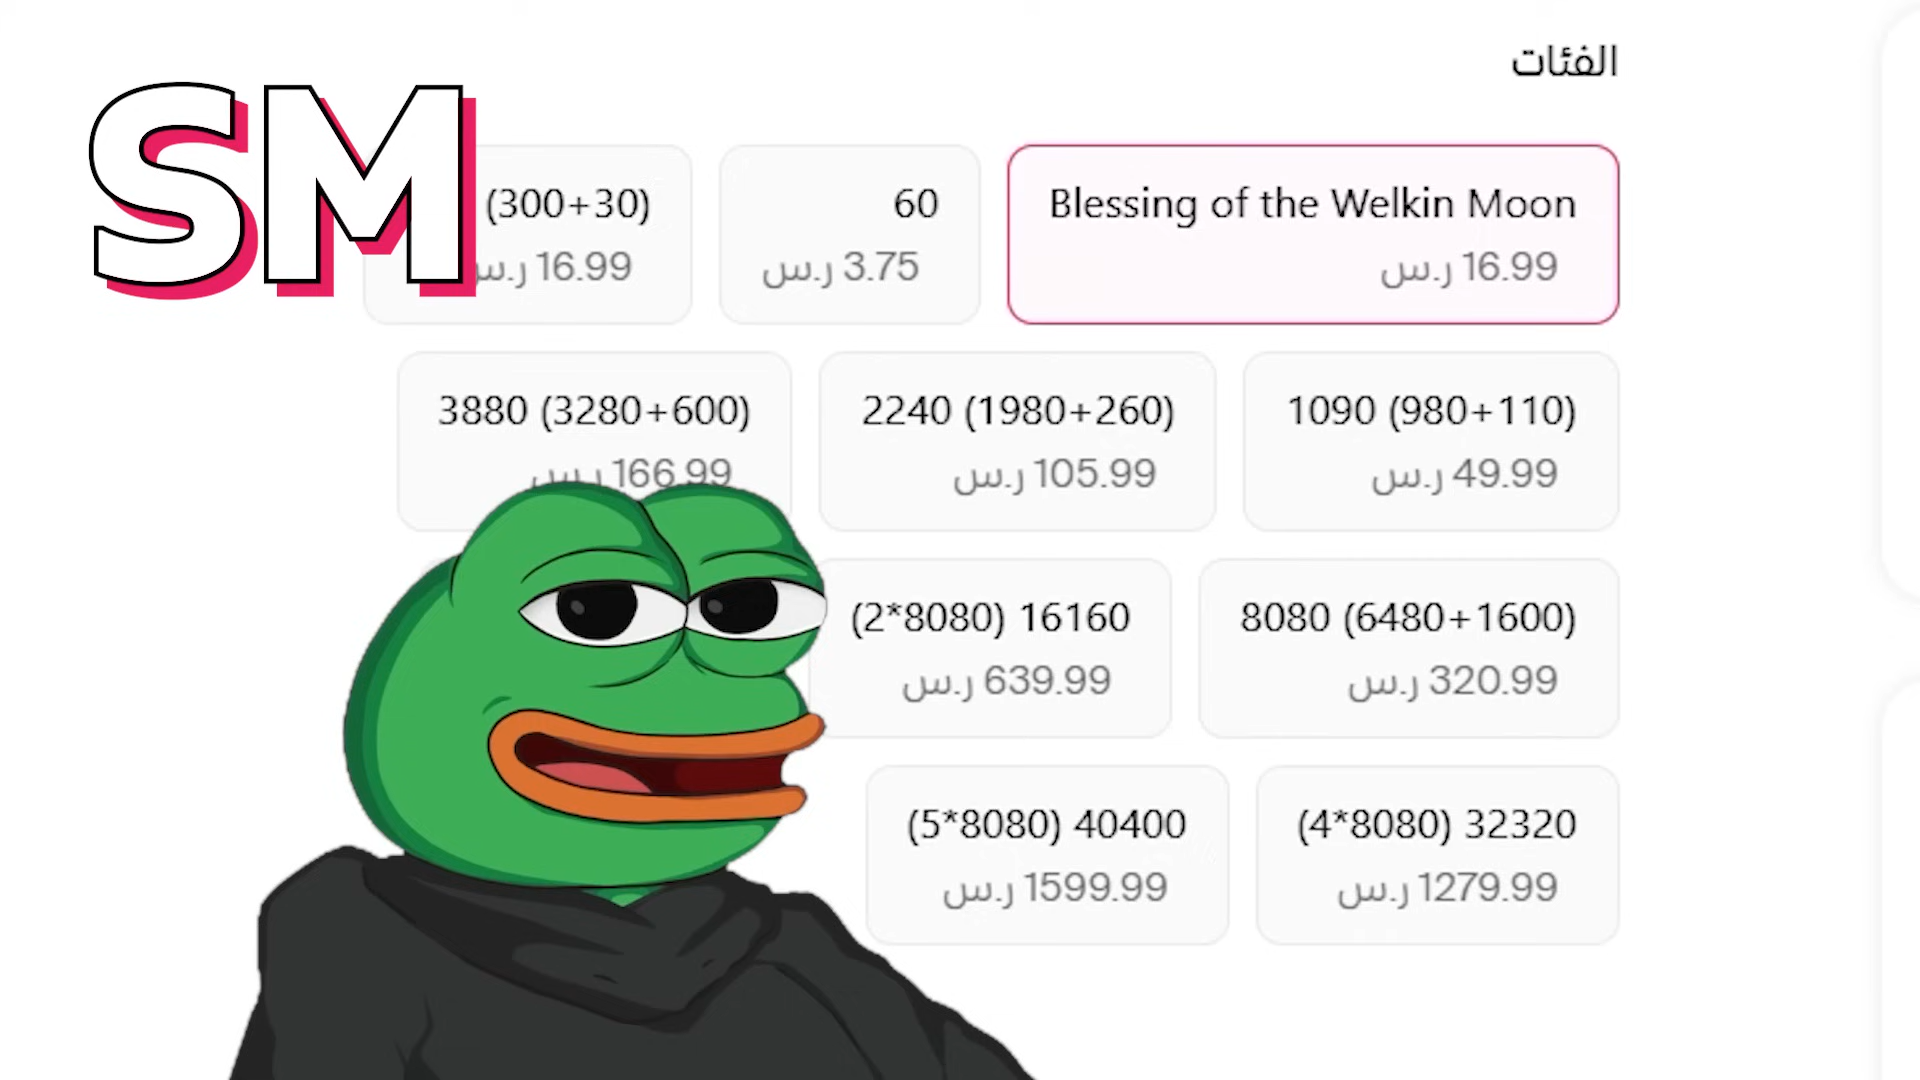 SM
الفئات
Blessing of the Welkin Moon
16.99 ر.س
60
3.75 ر.س
(300+30)
16.99 ر.س
1090 (980+110)
49.99 ر.س
2240 (1980+260)
105.99 ر.س
3880 (3280+600)
166.99 ر.س
8080 (6480+1600)
320.99 ر.س
(2*8080) 16160
639.99 ر.س
(4*8080) 32320
1279.99 ر.س
(5*8080) 40400
1599.99 ر.س